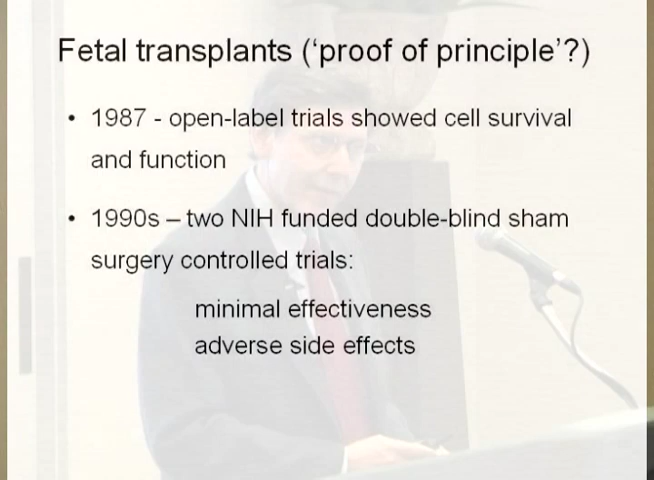 Fetal transplants (‘proof of principle’?)
• 1987 - open-label trials showed cell survival
and function
• 1990s – two NIH funded double-blind sham
surgery controlled trials:
minimal effectiveness
adverse side effects